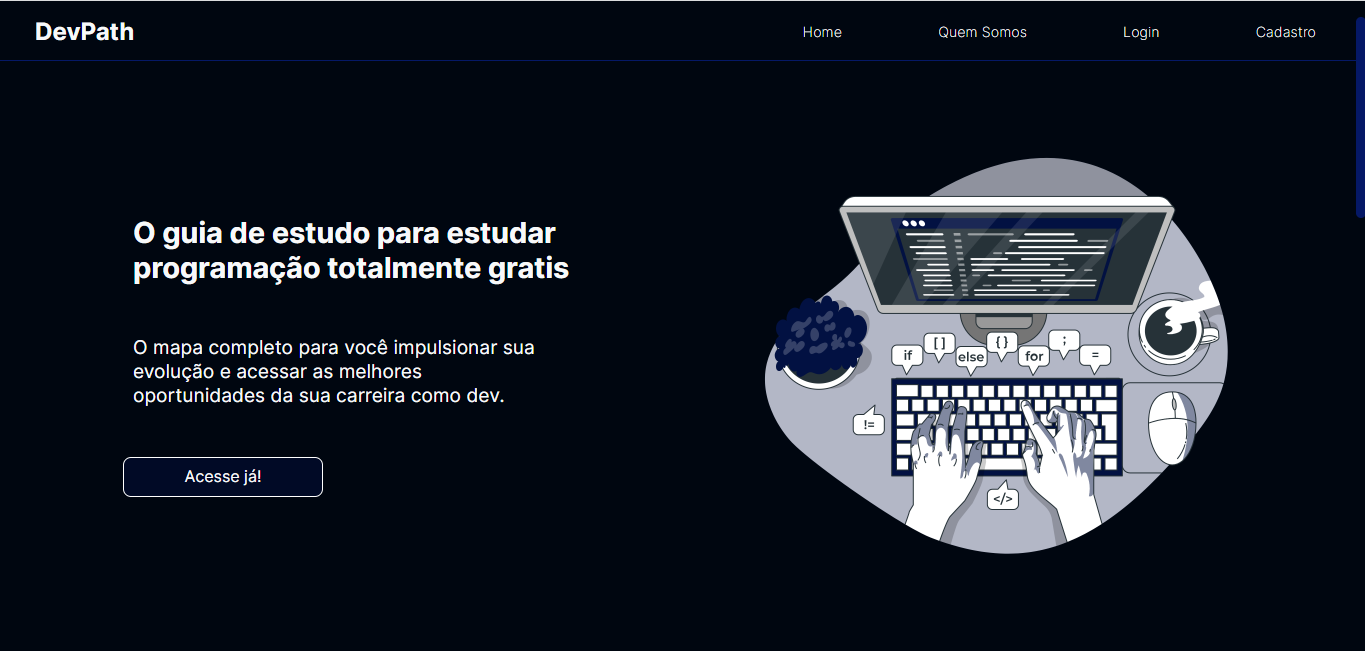 DevPath
Home
Quem Somos
Login
Cadastro
O guia de estudo para estudar
programação totalmente gratis
O mapa completo para você impulsionar sua
evolução e acessar as melhores
oportunidades da sua carreira como dev.
Acesse já!
if
[]
else
{}
for
;
=
!=
</>